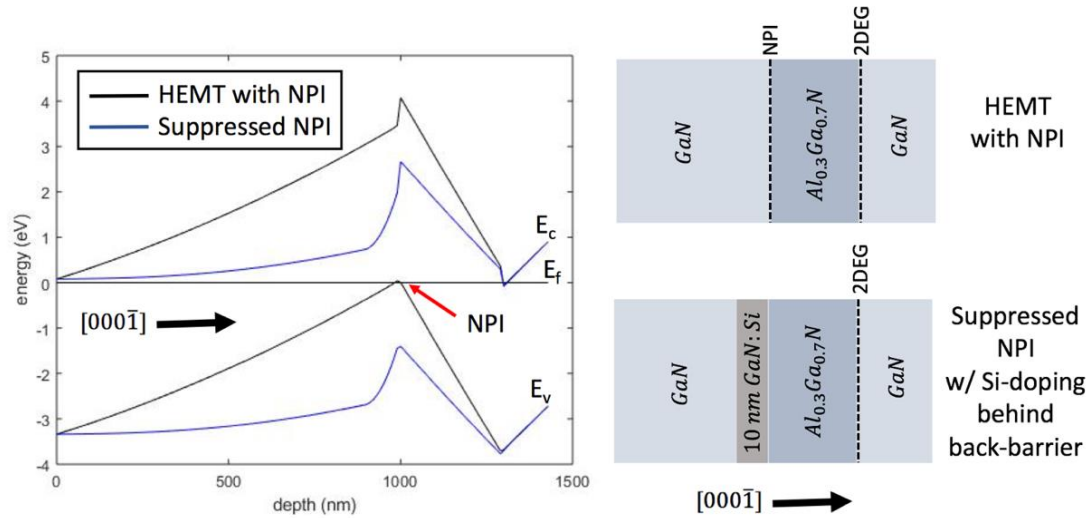 5
4
3
2
1
0
-1
-2
-3
-4
energy (eV)
0
500
1000
1500
depth (nm)
HEMT with NPI
Suppressed NPI
E_c
E_f
NPI
E_v
[0001̄]
NPI
2DEG
GaN
Al_{0.3}Ga_{0.7}N
GaN
HEMT
with NPI
2DEG
GaN
10 nm GaN: Si
Al_{0.3}Ga_{0.7}N
GaN
Suppressed
NPI
w/ Si-doping
behind
back-barrier
[0001̄]